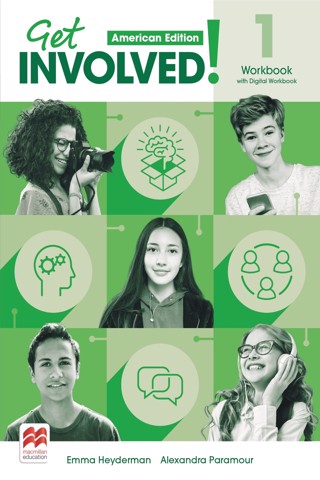 Get
American Edition
INVOLVED!
1
Workbook
with Digital Workbook
macmillan
education
Emma Heyderman Alexandra Paramour